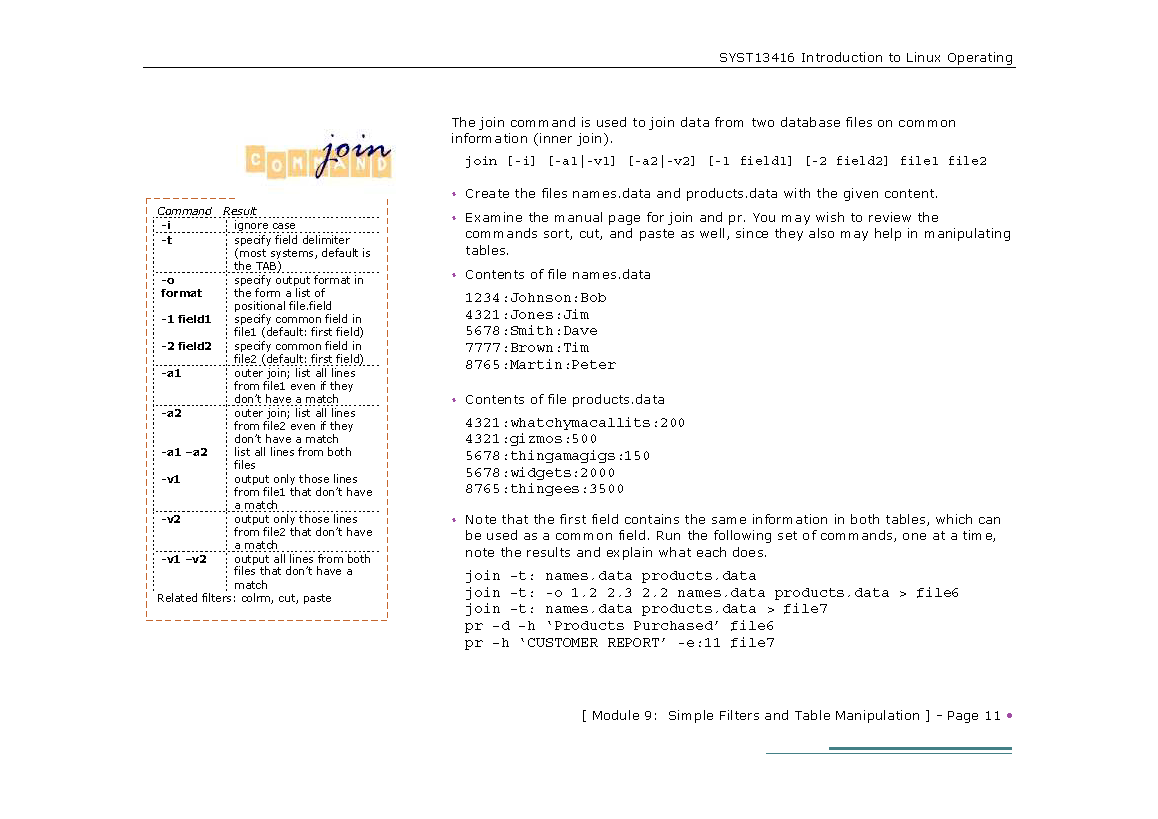 SYST13416 Introduction to Linux Operating
COMMAND
join
Command Result
-i ignore case
-t specify field delimiter
(most systems, default is
the TAB)
-o specify output format in
format the form a list of
positional file.field
-1 field1 specify common field in
file1 (default: first field)
-2 field2 specify common field in
file2 (default: first field)
-a1 outer join; list all lines
from file1 even if they
don't have a match
-a2 outer join; list all lines
from file2 even if they
don't have a match
-a1 –a2 list all lines from both
files
-v1 output only those lines
from file1 that don't have
a match
-v2 output only those lines
from file2 that don't have
a match
-v1 –v2 output all lines from both
files that don't have a
match
Related filters: colrm, cut, paste
The join command is used to join data from two database files on common
information (inner join).
join [-i] [-a1|-v1] [-a2|-v2] [-1 field1] [-2 field2] file1 file2
• Create the files names.data and products.data with the given content.
• Examine the manual page for join and pr. You may wish to review the
commands sort, cut, and paste as well, since they also may help in manipulating
tables.
• Contents of file names.data
1234:Johnson:Bob
4321:Jones:Jim
5678:Smith:Dave
7777:Brown:Tim
8765:Martin:Peter
• Contents of file products.data
4321:whatchymacallits:200
4321:gizmos:500
5678:thingamagigs:150
5678:widgets:2000
8765:thingees:3500
• Note that the first field contains the same information in both tables, which can
be used as a common field. Run the following set of commands, one at a time,
note the results and explain what each does.
join -t: names.data products.data
join -t: -o 1.2 2.3 2.2 names.data products.data > file6
join -t: names.data products.data > file7
pr -d -h ‘Products Purchased’ file6
pr -h ‘CUSTOMER REPORT’ -e:11 file7
[ Module 9: Simple Filters and Table Manipulation ] – Page 11 •